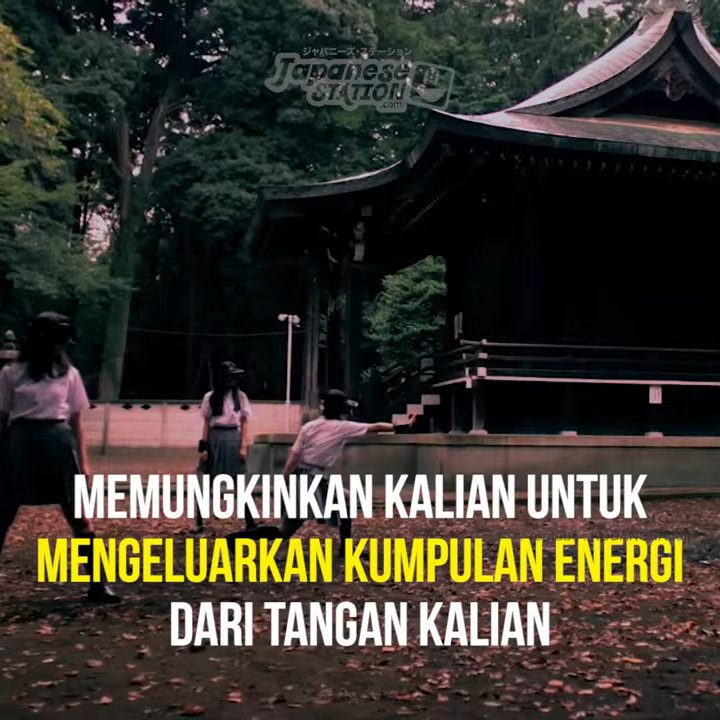 ジャパニーズ・ステーション
Japanese
STATION
.com
MEMUNGKINKAN KALIAN UNTUK
MENGELUARKAN KUMPULAN ENERGI
DARI TANGAN KALIAN